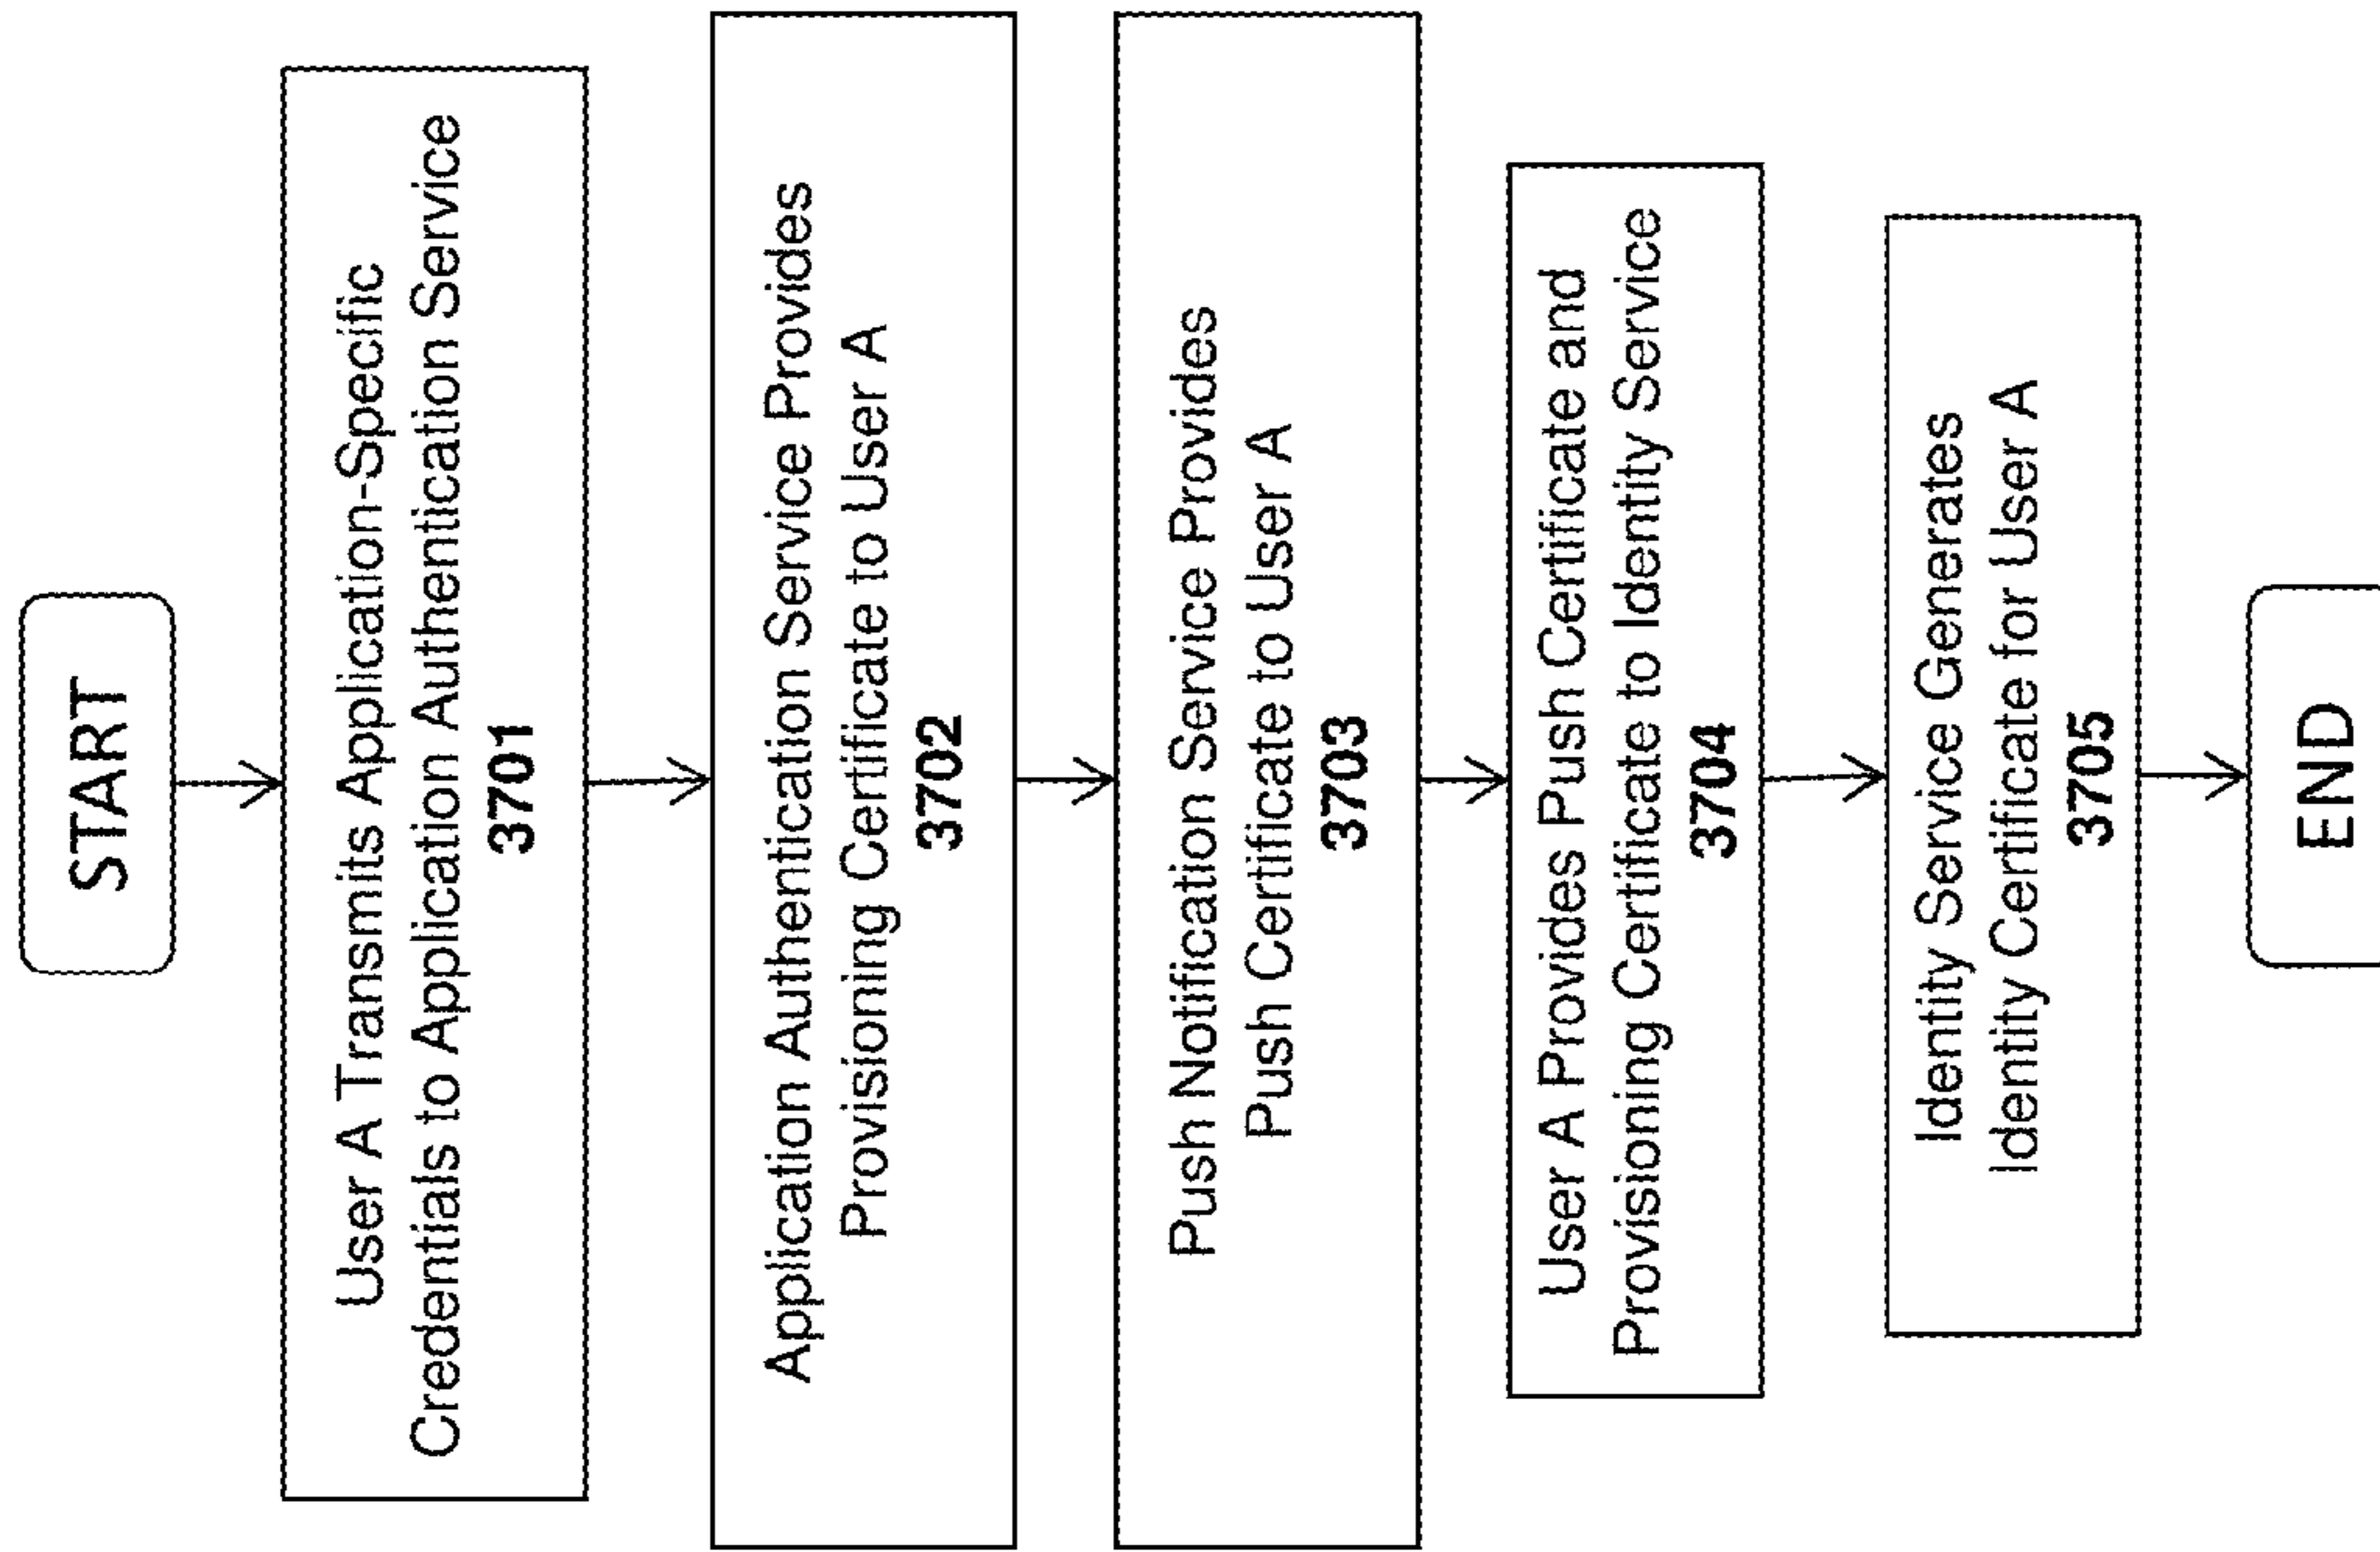 START
User A Transmits Application-Specific
Credentials to Application Authentication Service
3701
Application Authentication Service Provides
Provisioning Certificate to User A
3702
Push Notification Service Provides
Push Certificate to User A
3703
User A Provides Push Certificate and
Provisioning Certificate to Identity Service
3704
Identity Service Generates
Identity Certificate for User A
3705
END